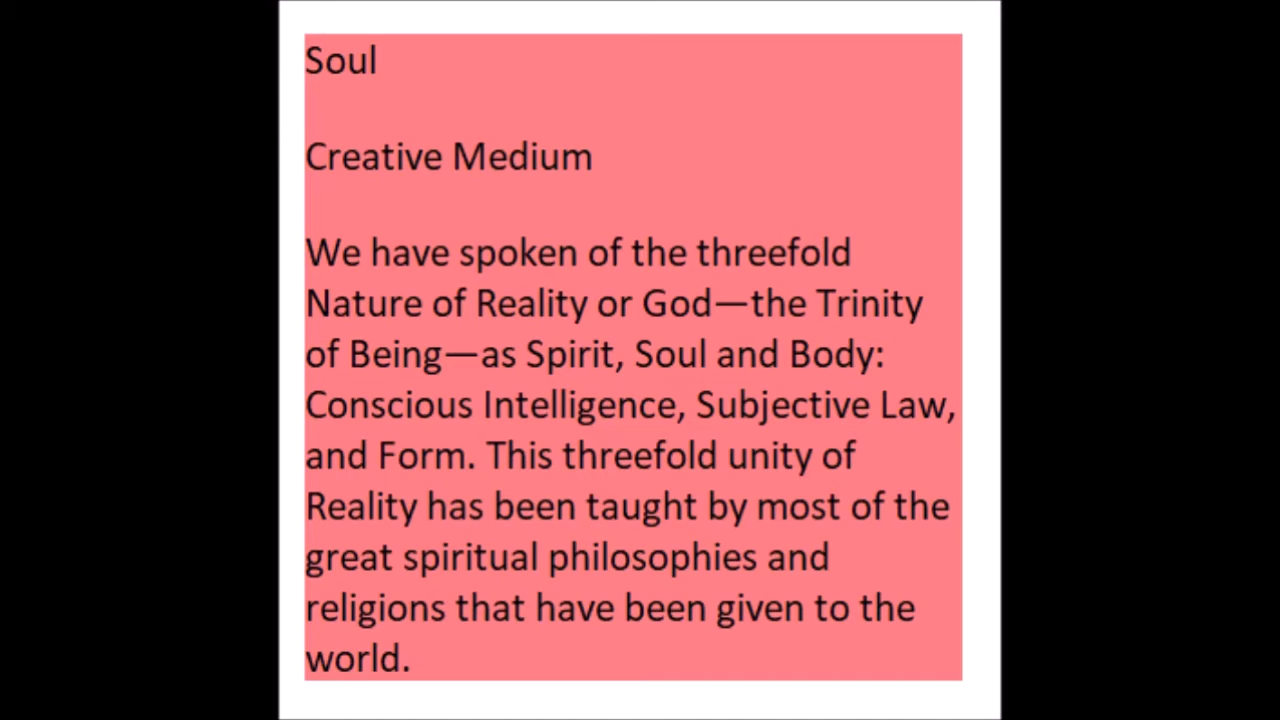 Soul
Creative Medium
We have spoken of the threefold
Nature of Reality or God—the Trinity
of Being—as Spirit, Soul and Body:
Conscious Intelligence, Subjective Law,
and Form. This threefold unity of
Reality has been taught by most of the
great spiritual philosophies and
religions that have been given to the
world.